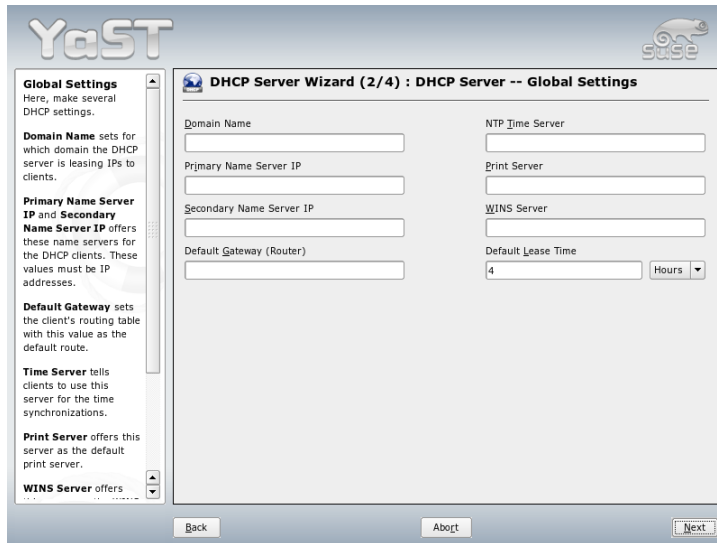 YaST
SUSE
Global Settings
Here, make several
DHCP settings.
Domain Name sets for
which domain the DHCP
server is leasing IPs to
clients.
Primary Name Server
IP and Secondary
Name Server IP offers
these name servers for
the DHCP clients. These
values must be IP
addresses.
Default Gateway sets
the client's routing table
with this value as the
default route.
Time Server tells
clients to use this
server for the time
synchronizations.
Print Server offers this
server as the default
print server.
WINS Server offers
DHCP Server Wizard (2/4) : DHCP Server -- Global Settings
Domain Name
Primary Name Server IP
Secondary Name Server IP
Default Gateway (Router)
NTP Time Server
Print Server
WINS Server
Default Lease Time
4 Hours
Back Abort Next